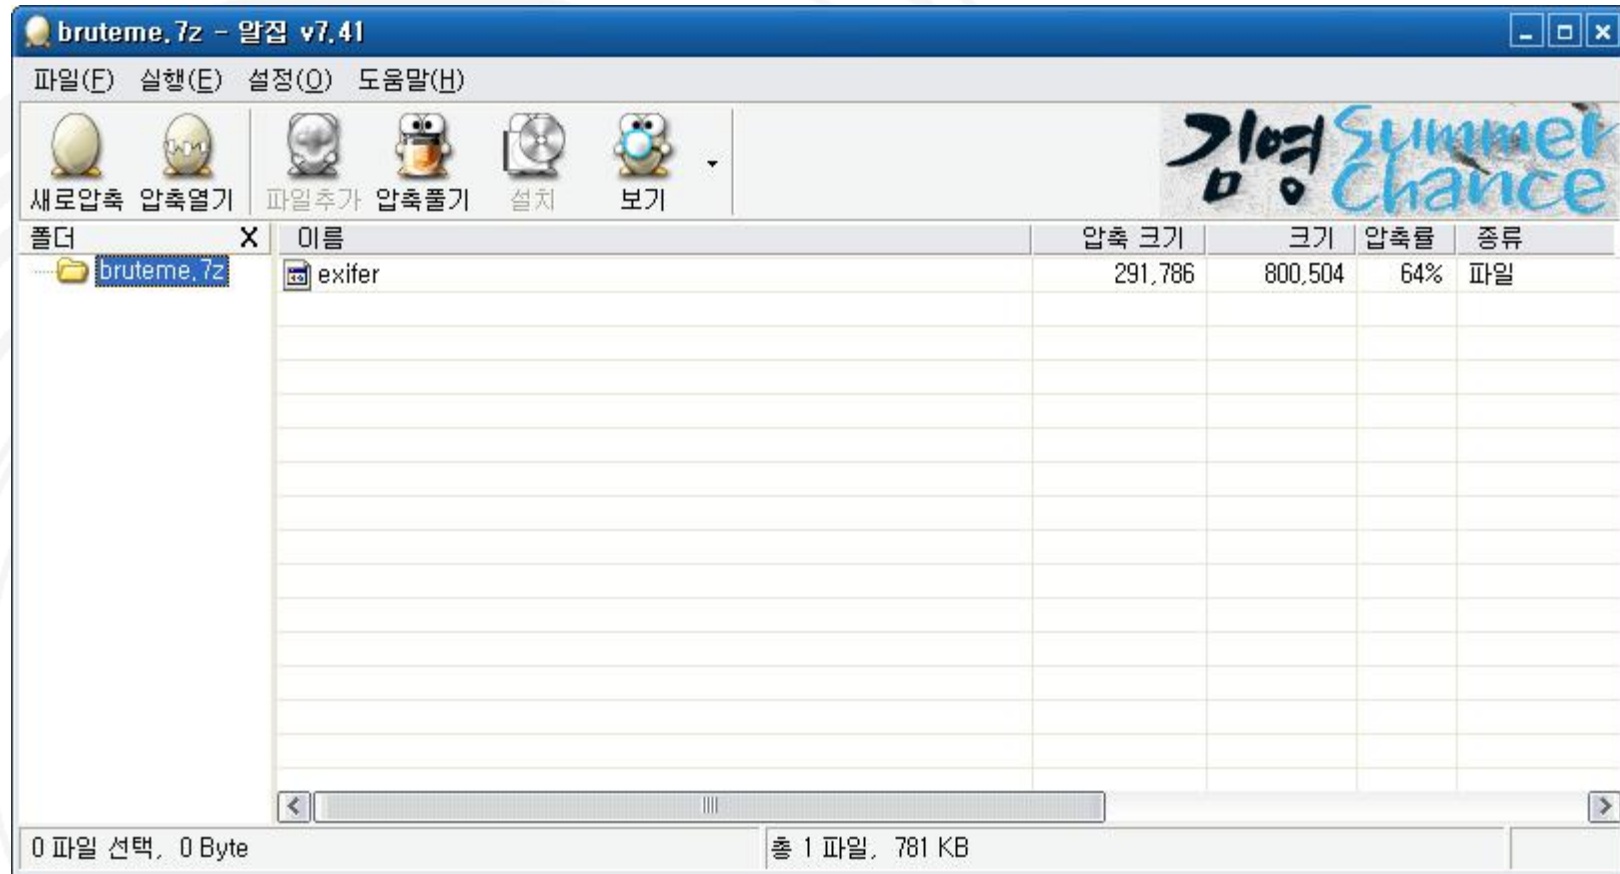 bruteme.7z - 알집 v7.41
파일(F) 실행(E) 설정(O) 도움말(H)
김영 Summer
Chance
새로압축 압축열기 파일추가 압축풀기 설치 보기
폴더 X 이름 압축 크기 크기 압축률 종류
bruteme.7z exifer 291,786 800,504 64% 파일
0 파일 선택, 0 Byte 총 1 파일, 781 KB